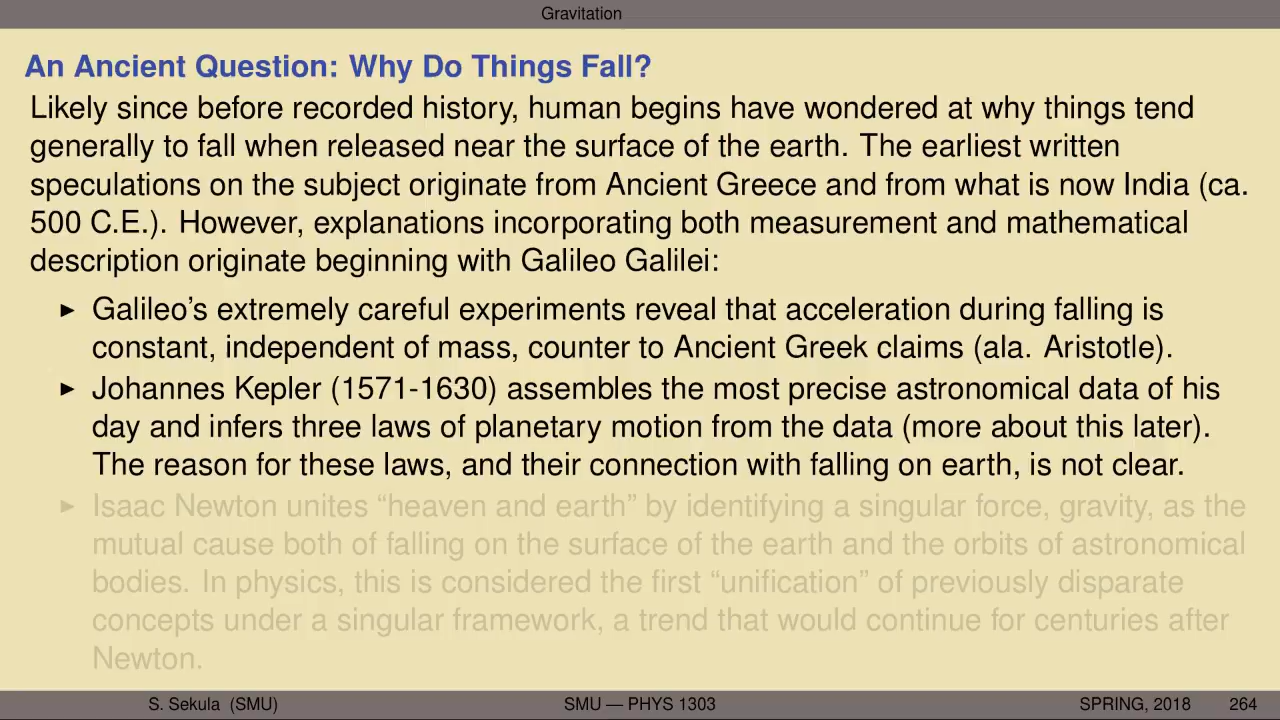 Gravitation
An Ancient Question: Why Do Things Fall?
Likely since before recorded history, human begins have wondered at why things tend
generally to fall when released near the surface of the earth. The earliest written
speculations on the subject originate from Ancient Greece and from what is now India (ca.
500 C.E.). However, explanations incorporating both measurement and mathematical
description originate beginning with Galileo Galilei:
▶ Galileo's extremely careful experiments reveal that acceleration during falling is
constant, independent of mass, counter to Ancient Greek claims (ala. Aristotle).
▶ Johannes Kepler (1571-1630) assembles the most precise astronomical data of his
day and infers three laws of planetary motion from the data (more about this later).
The reason for these laws, and their connection with falling on earth, is not clear.
▶ Isaac Newton unites “heaven and earth” by identifying a singular force, gravity, as the
mutual cause both of falling on the surface of the earth and the orbits of astronomical
bodies. In physics, this is considered the first “unification” of previously disparate
concepts under a singular framework, a trend that would continue for centuries after
Newton.
S. Sekula (SMU) SMU — PHYS 1303 SPRING, 2018 264